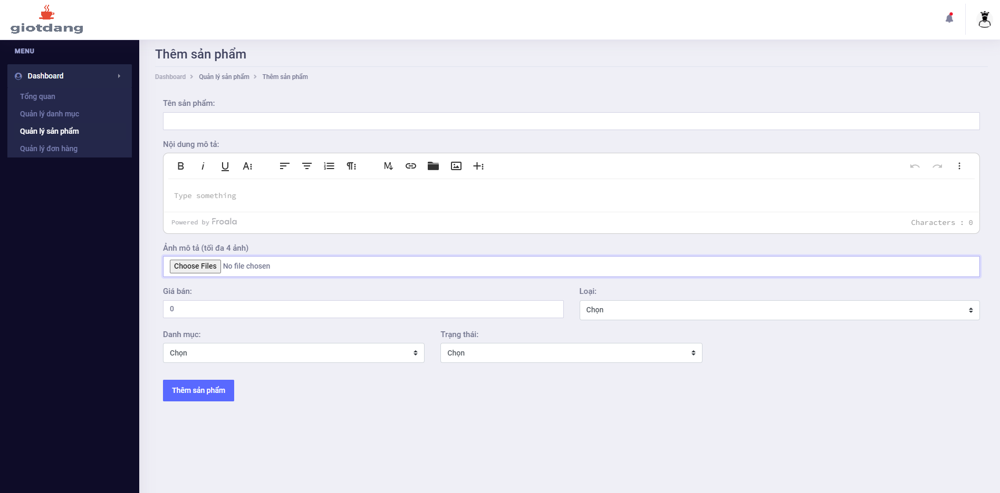 giotdang
MENU
Dashboard
Tổng quan
Quản lý danh mục
Quản lý sản phẩm
Quản lý đơn hàng
Thêm sản phẩm
Dashboard > Quản lý sản phẩm > Thêm sản phẩm
Tên sản phẩm:
Nội dung mô tả:
Type something
Powered by Froala
Characters : 0
Ảnh mô tả (tối đa 4 ảnh)
Choose Files No file chosen
Giá bán:
0
Loại:
Chọn
Danh mục:
Chọn
Trạng thái:
Chọn
Thêm sản phẩm